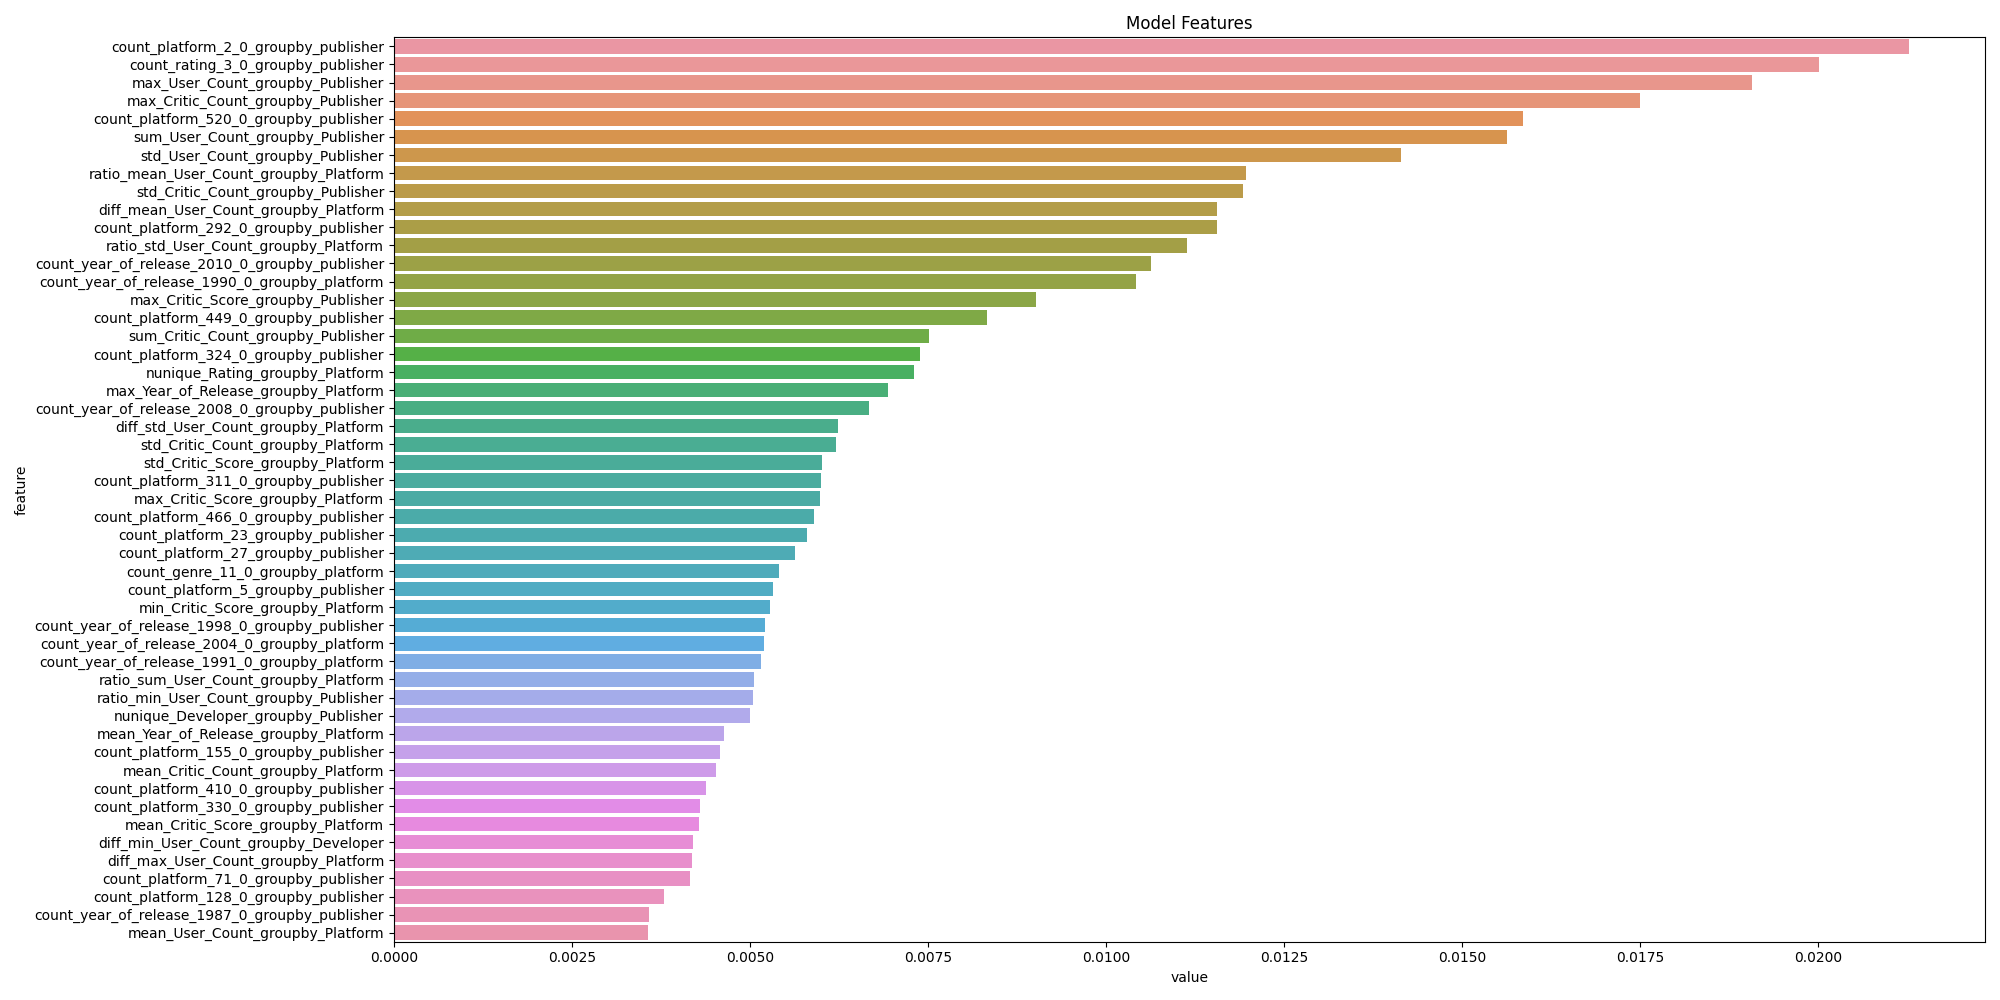 Model Features
count_platform_2_0_groupby_publisher
count_rating_3_0_groupby_publisher
max_User_Count_groupby_Publisher
max_Critic_Count_groupby_Publisher
count_platform_520_0_groupby_publisher
sum_User_Count_groupby_Publisher
std_User_Count_groupby_Publisher
ratio_mean_User_Count_groupby_Platform
std_Critic_Count_groupby_Publisher
diff_mean_User_Count_groupby_Platform
count_platform_292_0_groupby_publisher
ratio_std_User_Count_groupby_Platform
count_year_of_release_2010_0_groupby_publisher
count_year_of_release_1990_0_groupby_platform
max_Critic_Score_groupby_Publisher
count_platform_449_0_groupby_publisher
sum_Critic_Count_groupby_Publisher
count_platform_324_0_groupby_publisher
nunique_Rating_groupby_Platform
max_Year_of_Release_groupby_Platform
count_year_of_release_2008_0_groupby_publisher
diff_std_User_Count_groupby_Platform
std_Critic_Count_groupby_Platform
std_Critic_Score_groupby_Platform
count_platform_311_0_groupby_publisher
max_Critic_Score_groupby_Platform
count_platform_466_0_groupby_publisher
count_platform_23_groupby_publisher
count_platform_27_groupby_publisher
count_genre_11_0_groupby_platform
count_platform_5_groupby_publisher
min_Critic_Score_groupby_Platform
count_year_of_release_1998_0_groupby_publisher
count_year_of_release_2004_0_groupby_platform
count_year_of_release_1991_0_groupby_platform
ratio_sum_User_Count_groupby_Platform
ratio_min_User_Count_groupby_Publisher
nunique_Developer_groupby_Publisher
mean_Year_of_Release_groupby_Platform
count_platform_155_0_groupby_publisher
mean_Critic_Count_groupby_Platform
count_platform_410_0_groupby_publisher
count_platform_330_0_groupby_publisher
mean_Critic_Score_groupby_Platform
diff_min_User_Count_groupby_Developer
diff_max_User_Count_groupby_Platform
count_platform_71_0_groupby_publisher
count_platform_128_0_groupby_publisher
count_year_of_release_1987_0_groupby_publisher
mean_User_Count_groupby_Platform
feature
0.0000 0.0025 0.0050 0.0075 0.0100 0.0125 0.0150 0.0175 0.0200
value